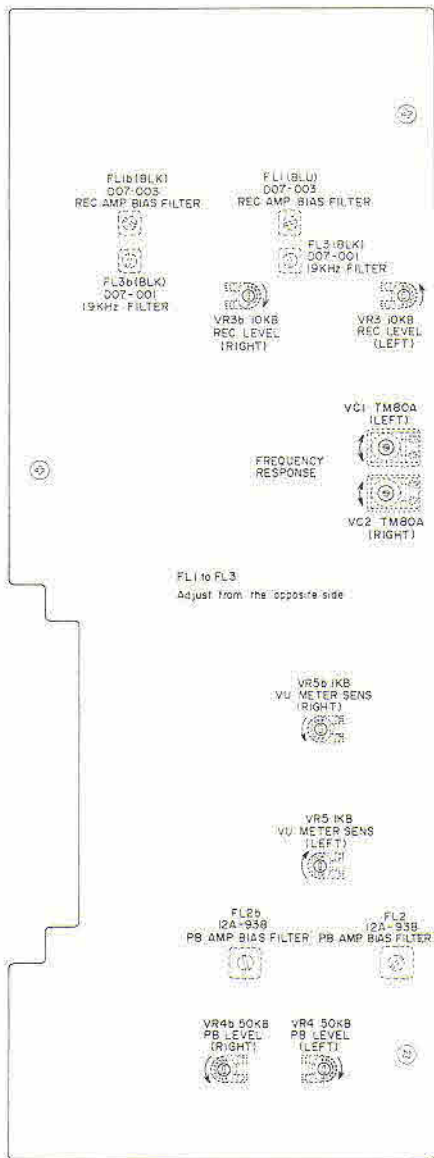 FL1b(BLK)
D07-003
REC AMP BIAS FILTER
FL1(BLU)
D07-003
REC AMP BIAS FILTER
FL3b(BLK)
D07-001
19KHz FILTER
FL3(BLK)
D07-001
19KHz FILTER
VR3b 10KB
REC LEVEL
(RIGHT)
VR3 10KB
REC LEVEL
(LEFT)
VC1 TM80A
(LEFT)
FREQUENCY
RESPONSE
VC2 TM80A
(RIGHT)
FL1 to FL3
Adjust from the opposite side
VR5b 1KB
VU METER SENS
(RIGHT)
VR5 1KB
VU METER SENS
(LEFT)
FL2b
12A-938
PB AMP BIAS FILTER
FL2
12A-938
PB AMP BIAS FILTER
VR4b 50KB
PB LEVEL
(RIGHT)
VR4 50KB
PB LEVEL
(LEFT)